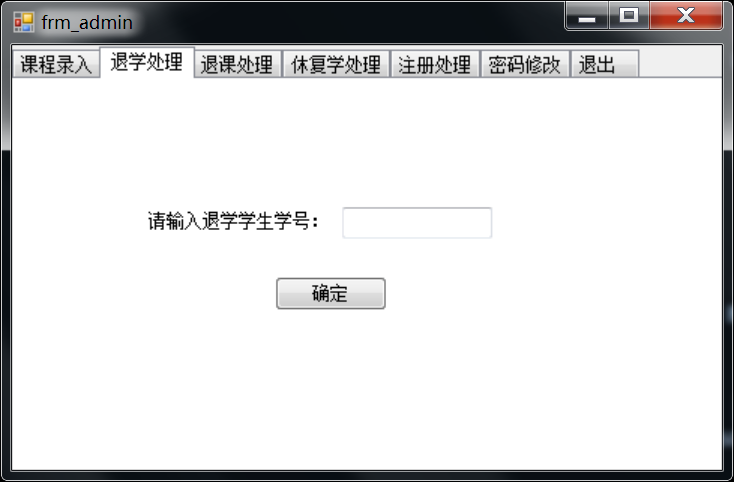 frm_admin
课程录入 退学处理 退课处理 休复学处理 注册处理 密码修改 退出
请输入退学学生学号：
确定